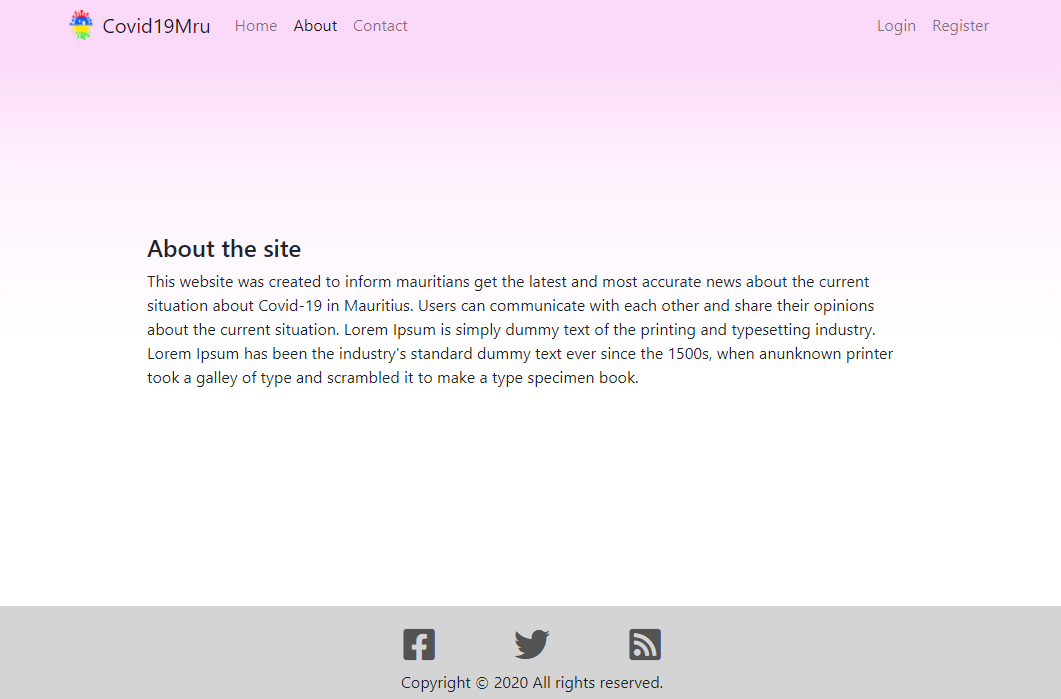 Covid19Mru Home About Contact Login Register
About the site
This website was created to inform mauritians get the latest and most accurate news about the current
situation about Covid-19 in Mauritius. Users can communicate with each other and share their opinions
about the current situation. Lorem Ipsum is simply dummy text of the printing and typesetting industry.
Lorem Ipsum has been the industry's standard dummy text ever since the 1500s, when anunknown printer
took a galley of type and scrambled it to make a type specimen book.
Copyright © 2020 All rights reserved.